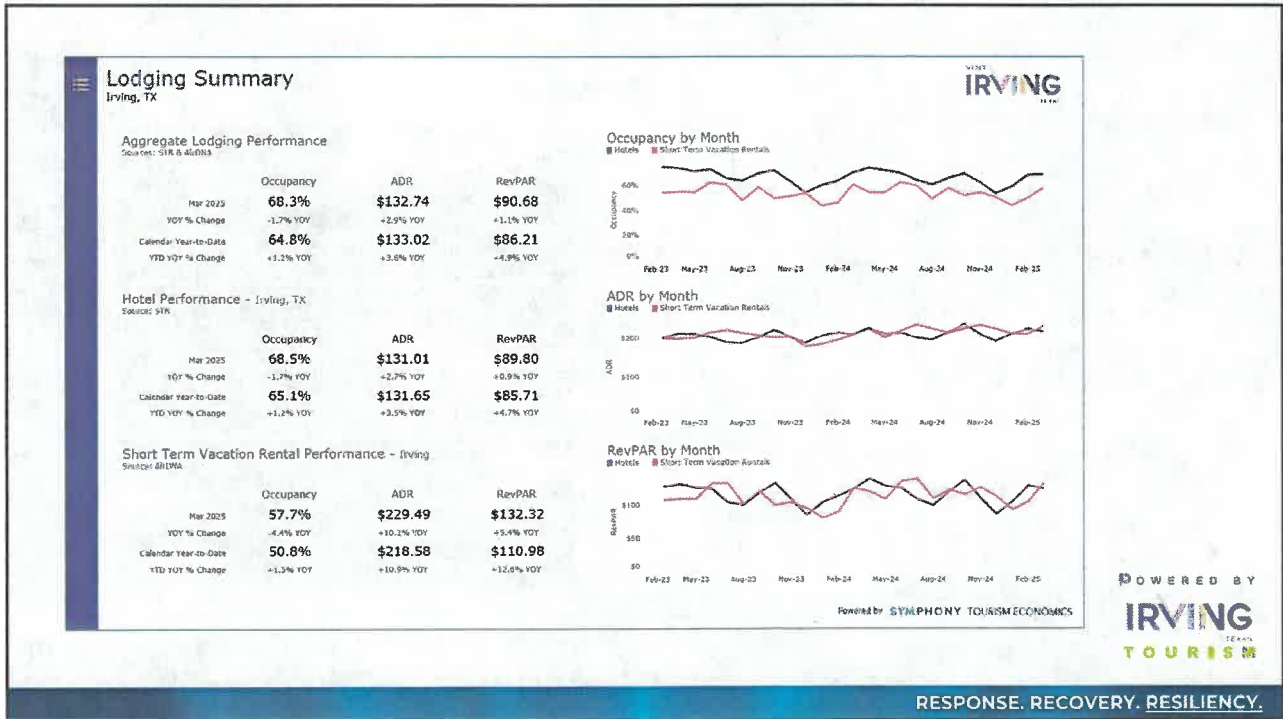 Lodging Summary
Irving, TX
VISIT
IRVING
TEXAS
Aggregate Lodging Performance
Sources: STR & AirDNA
Occupancy ADR RevPAR
Mar 2025 68.3% $132.74 $90.68
YOY % Change -1.7% YOY +2.9% YOY +1.1% YOY
Calendar Year-to-Date 64.8% $133.02 $86.21
YTD YOY % Change +1.2% YOY +3.6% YOY +4.9% YOY
Hotel Performance - Irving, TX
Source: STR
Occupancy ADR RevPAR
Mar 2025 68.5% $131.01 $89.80
YOY % Change -1.7% YOY +2.7% YOY +0.9% YOY
Calendar Year-to-Date 65.1% $131.65 $85.71
YTD YOY % Change +1.2% YOY +3.5% YOY +4.7% YOY
Short Term Vacation Rental Performance - Irving
Source: AirDNA
Occupancy ADR RevPAR
Mar 2025 57.7% $229.49 $132.32
YOY % Change -4.4% YOY +10.2% YOY +5.4% YOY
Calendar Year-to-Date 50.8% $218.58 $110.98
YTD YOY % Change +1.5% YOY +10.9% YOY +12.6% YOY
Occupancy by Month
Hotels Short Term Vacation Rentals
Occupancy
60%
40%
20%
0%
Feb-23 May-23 Aug-23 Nov-23 Feb-24 May-24 Aug-24 Nov-24 Feb-25
ADR by Month
Hotels Short Term Vacation Rentals
ADR
$200
$100
$0
Feb-23 May-23 Aug-23 Nov-23 Feb-24 May-24 Aug-24 Nov-24 Feb-25
RevPAR by Month
Hotels Short Term Vacation Rentals
RevPAR
$100
$50
$0
Feb-23 May-23 Aug-23 Nov-23 Feb-24 May-24 Aug-24 Nov-24 Feb-25
Powered by SYMPHONY TOURISM ECONOMICS
POWERED BY
IRVING
TEXAS
TOURISM
RESPONSE. RECOVERY. RESILIENCY.